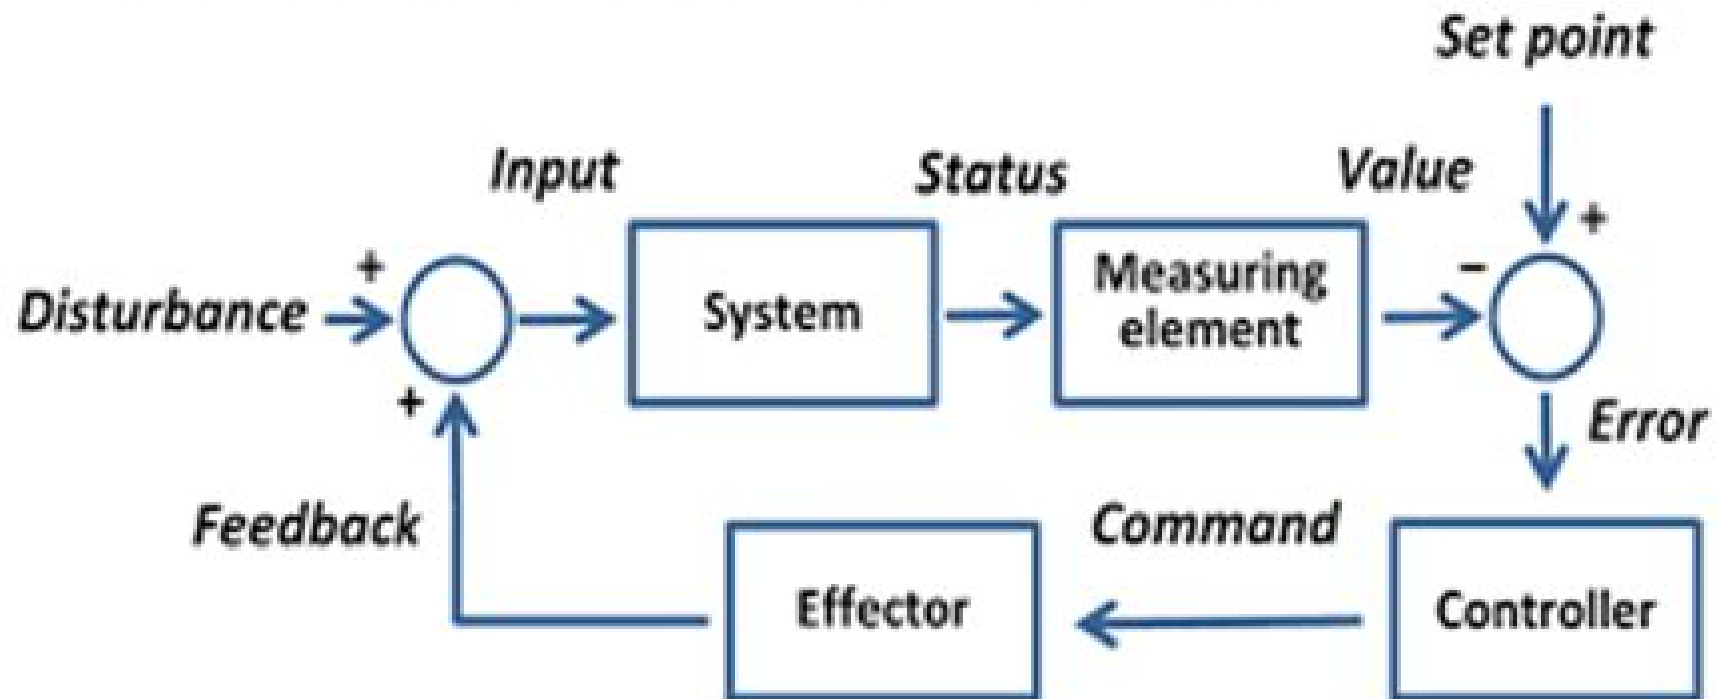 Set point
Input
Status
Value
+
+
−
Disturbance
System
Measuring
element
+
Error
Feedback
Command
Effector
Controller